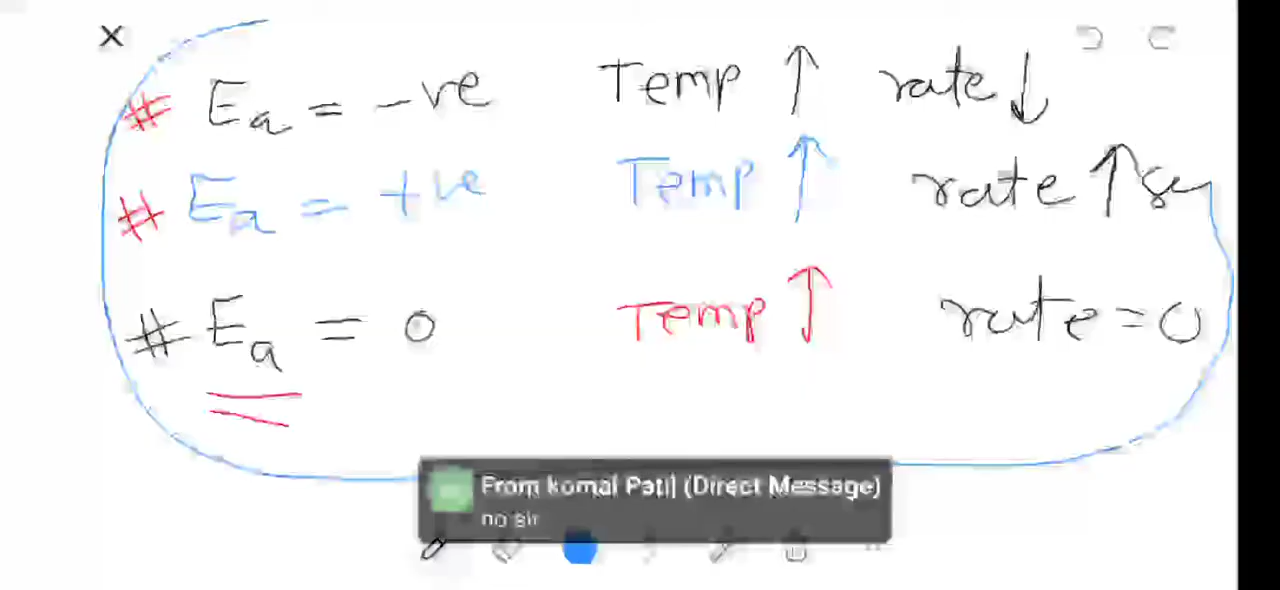 # Ea = -ve Temp ↑ rate ↓
# Ea = +ve Temp ↑ rate ↑
# Ea = 0 Temp ↑ rate = 0
From komal Patil (Direct Message)
no sir